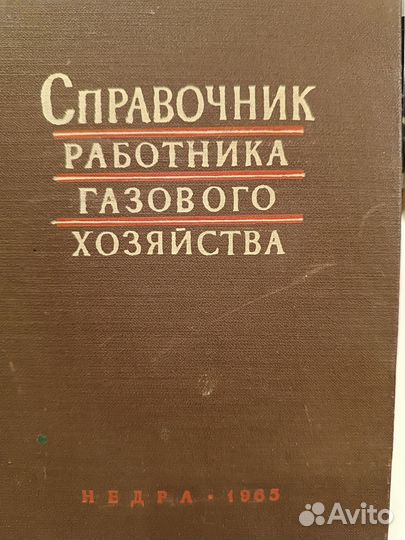 Справочник
работника
газового
хозяйства
НЕДРА • 1965
Avito